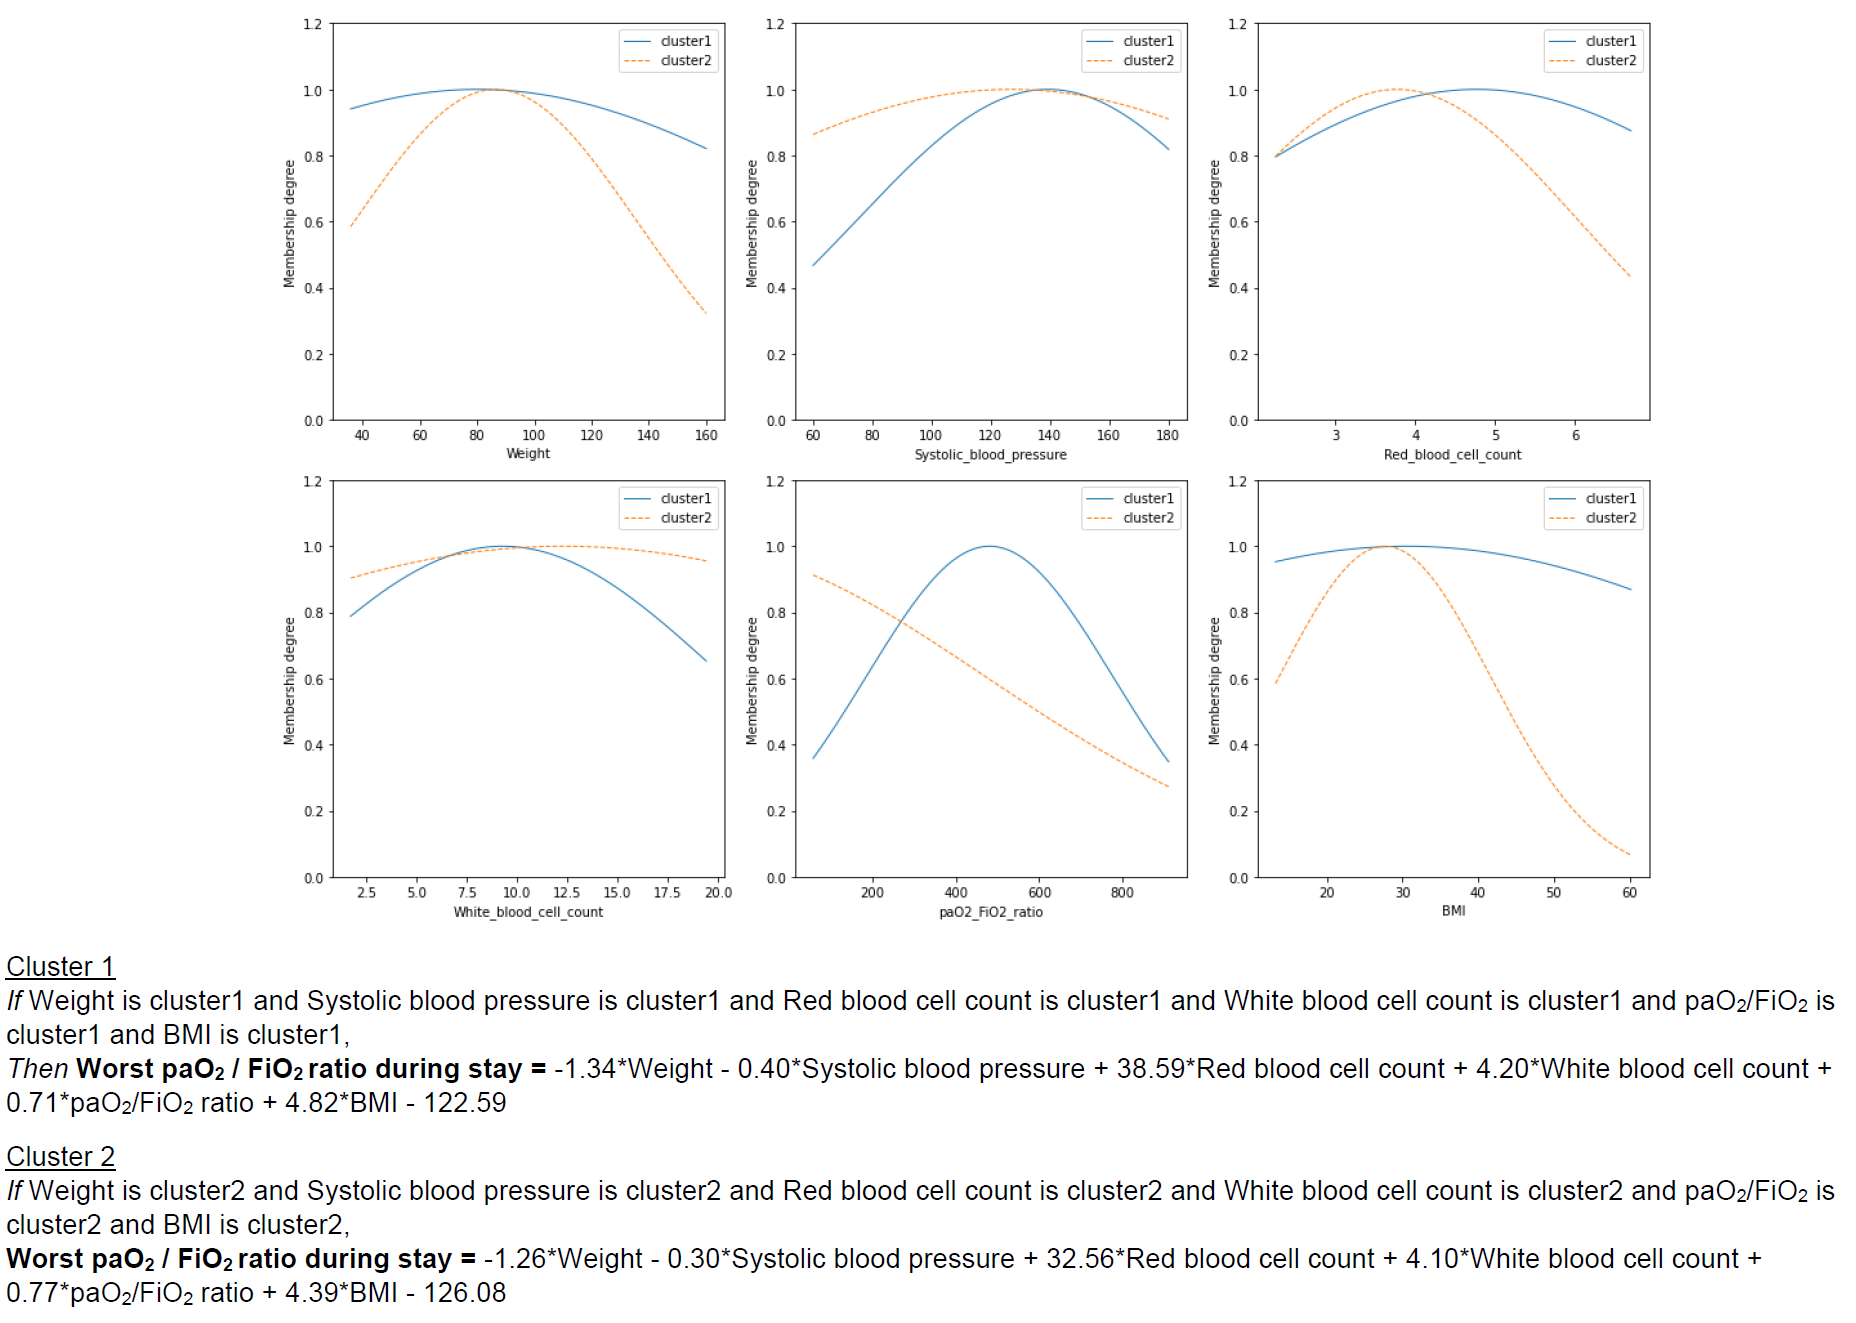 1.2
1.0
0.8
0.6
0.4
0.2
0.0
Membership degree
cluster1
cluster2
40 60 80 100 120 140 160
Weight
1.2
1.0
0.8
0.6
0.4
0.2
0.0
Membership degree
cluster1
cluster2
60 80 100 120 140 160 180
Systolic_blood_pressure
1.2
1.0
0.8
0.6
0.4
0.2
0.0
Membership degree
cluster1
cluster2
3 4 5 6
Red_blood_cell_count
1.2
1.0
0.8
0.6
0.4
0.2
0.0
Membership degree
cluster1
cluster2
2.5 5.0 7.5 10.0 12.5 15.0 17.5 20.0
White_blood_cell_count
1.2
1.0
0.8
0.6
0.4
0.2
0.0
Membership degree
cluster1
cluster2
200 400 600 800
paO2_FiO2_ratio
1.2
1.0
0.8
0.6
0.4
0.2
0.0
Membership degree
cluster1
cluster2
20 30 40 50 60
BMI
Cluster 1
If Weight is cluster1 and Systolic blood pressure is cluster1 and Red blood cell count is cluster1 and White blood cell count is cluster1 and paO₂/FiO₂ is
cluster1 and BMI is cluster1,
Then Worst paO₂ / FiO₂ ratio during stay = -1.34*Weight - 0.40*Systolic blood pressure + 38.59*Red blood cell count + 4.20*White blood cell count +
0.71*paO₂/FiO₂ ratio + 4.82*BMI - 122.59
Cluster 2
If Weight is cluster2 and Systolic blood pressure is cluster2 and Red blood cell count is cluster2 and White blood cell count is cluster2 and paO₂/FiO₂ is
cluster2 and BMI is cluster2,
Worst paO₂ / FiO₂ ratio during stay = -1.26*Weight - 0.30*Systolic blood pressure + 32.56*Red blood cell count + 4.10*White blood cell count +
0.77*paO₂/FiO₂ ratio + 4.39*BMI - 126.08